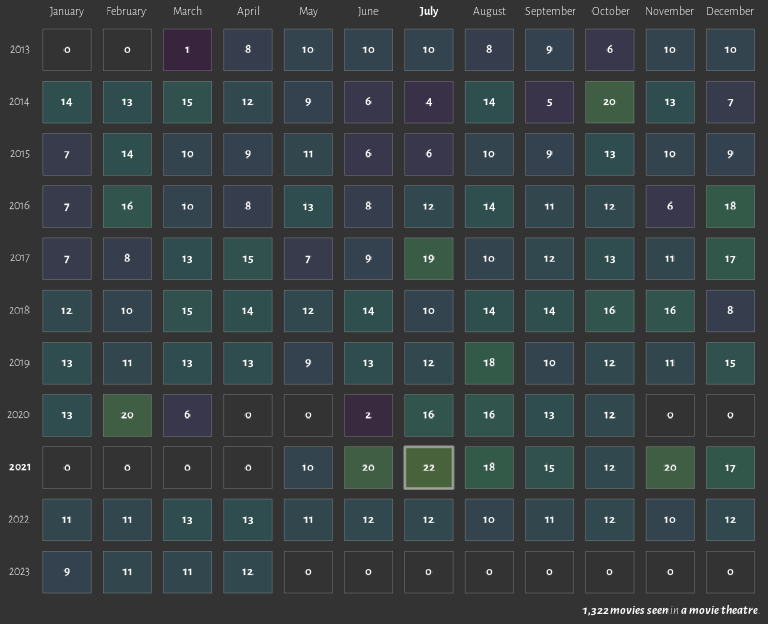 January February March April May June July August September October November December
2013 0 0 1 8 10 10 10 8 9 6 10 10
2014 14 13 15 12 9 6 4 14 5 20 13 7
2015 7 14 10 9 11 6 6 10 9 13 10 9
2016 7 16 10 8 13 8 12 14 11 12 6 18
2017 7 8 13 15 7 9 19 10 12 13 11 17
2018 12 10 15 14 12 14 10 14 14 16 16 8
2019 13 11 13 13 9 13 12 18 10 12 11 15
2020 13 20 6 0 0 2 16 16 13 12 0 0
2021 0 0 0 0 10 20 22 18 15 12 20 17
2022 11 11 13 13 11 12 12 10 11 12 10 12
2023 9 11 11 12 0 0 0 0 0 0 0 0
1,322 movies seen in a movie theatre.